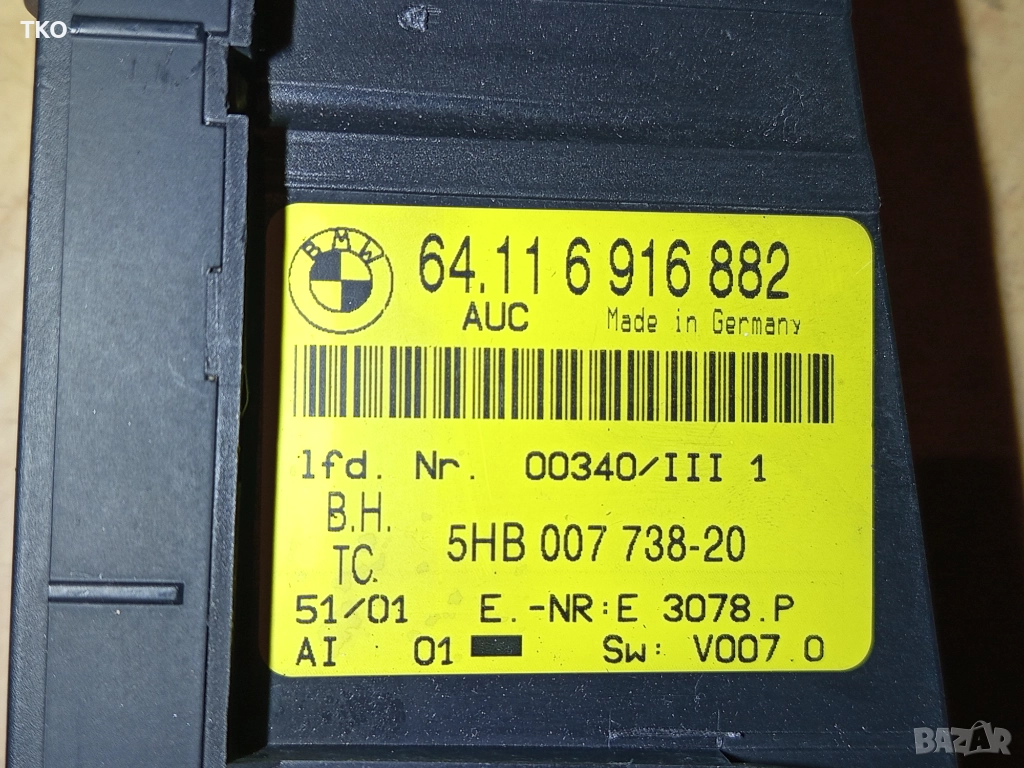 TKO
BMW
64.11 6 916 882
AUC Made in Germany
lfd. Nr. 00340/III 1
B.H.
TC. 5HB 007 738-20
51/01 E.-NR:E 3078.P
AI 01 Sw: V007.0
BAZAR